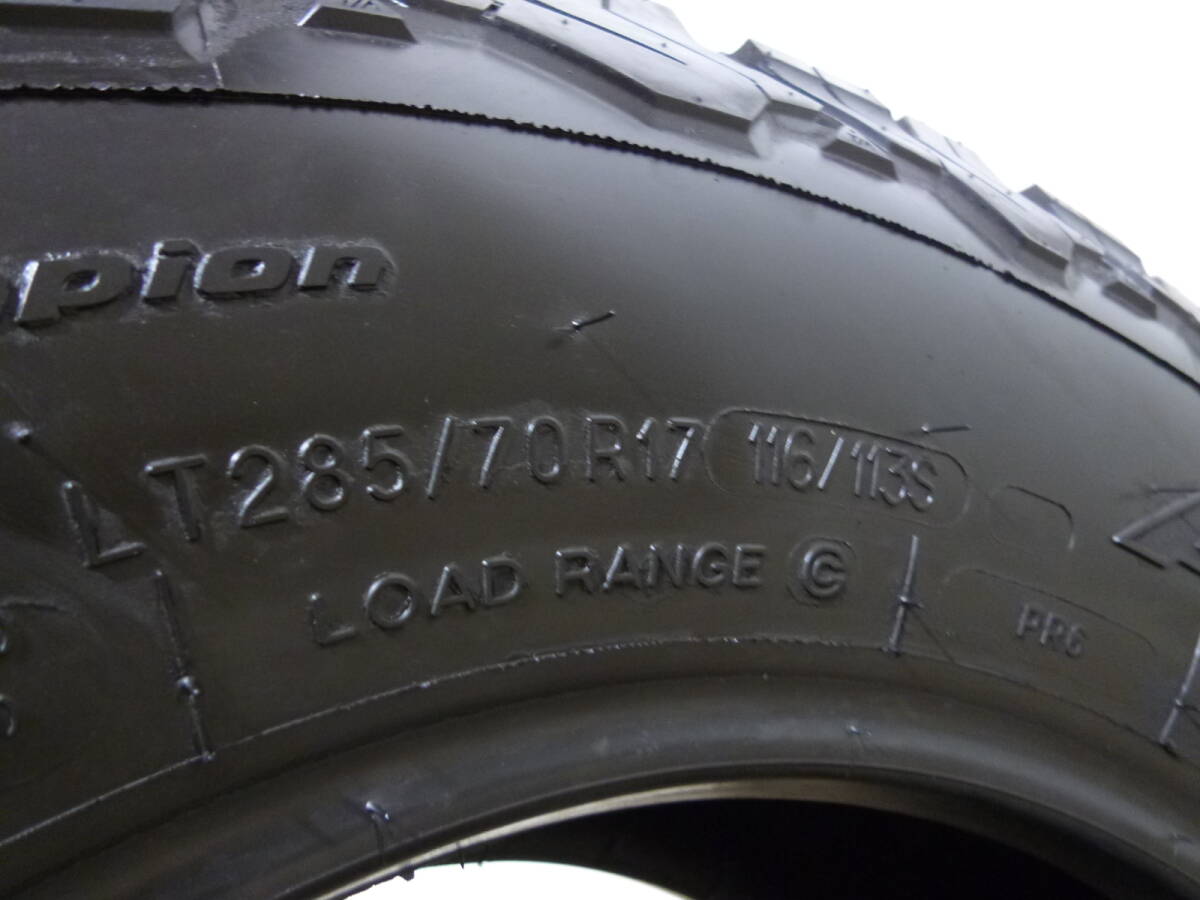 pion
LT285/70R17 116/113S
LOAD RANGE C
PR6